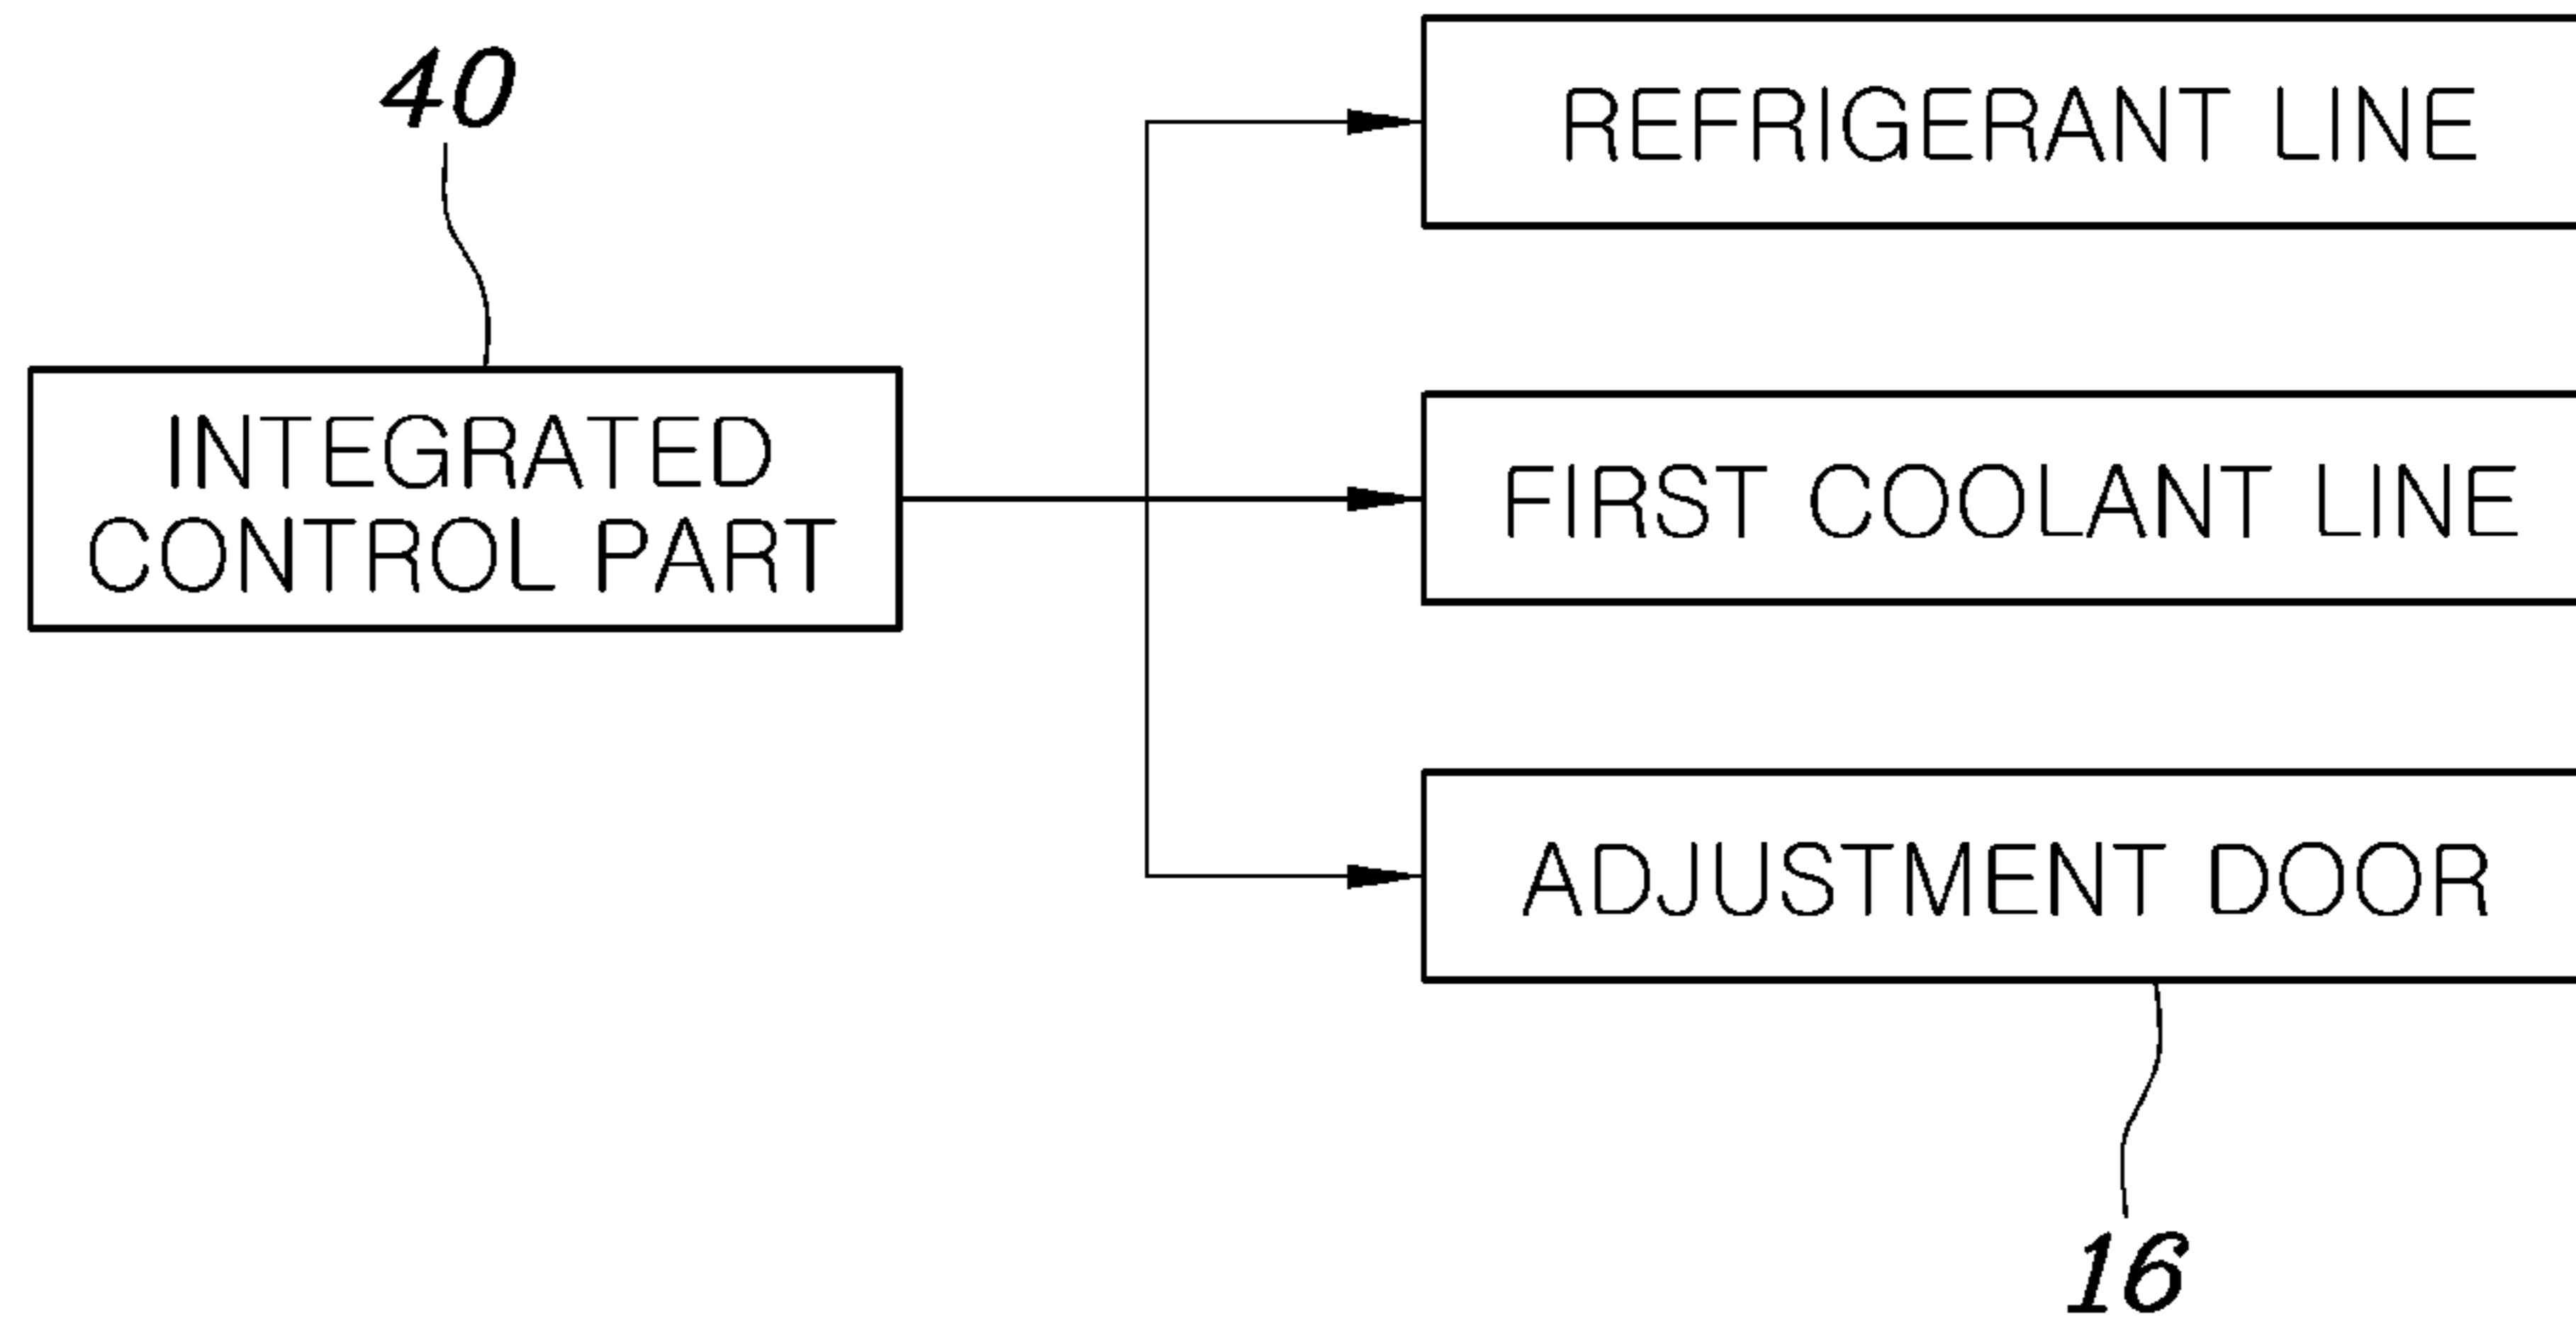 40
REFRIGERANT LINE
INTEGRATED
CONTROL PART
FIRST COOLANT LINE
ADJUSTMENT DOOR
16